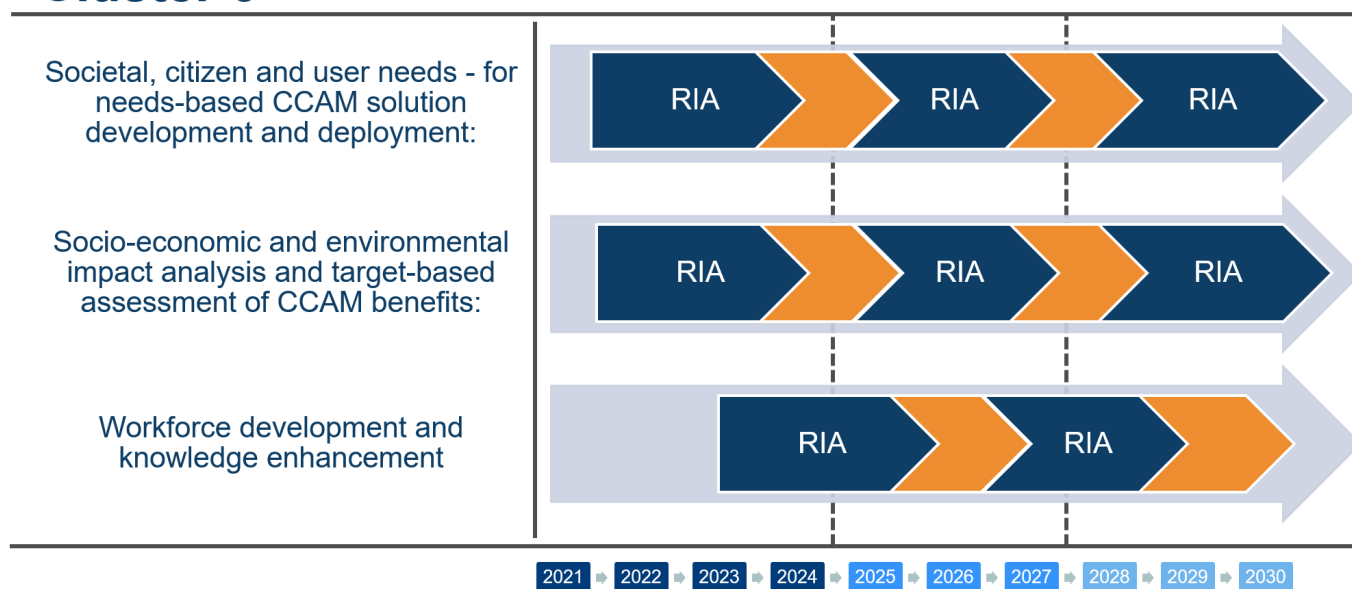 Societal, citizen and user needs - for
needs-based CCAM solution
development and deployment:
RIA
RIA
RIA
Socio-economic and environmental
impact analysis and target-based
assessment of CCAM benefits:
RIA
RIA
RIA
Workforce development and
knowledge enhancement
RIA
RIA
2021 2022 2023 2024 2025 2026 2027 2028 2029 2030